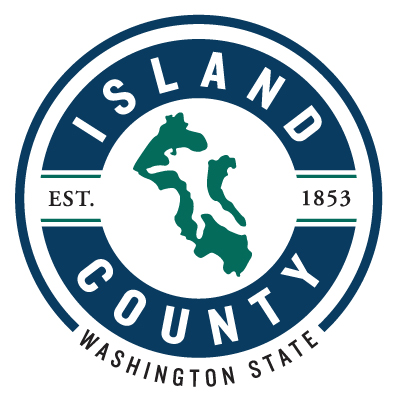 ISLAND
EST. 1853
COUNTY
WASHINGTON STATE